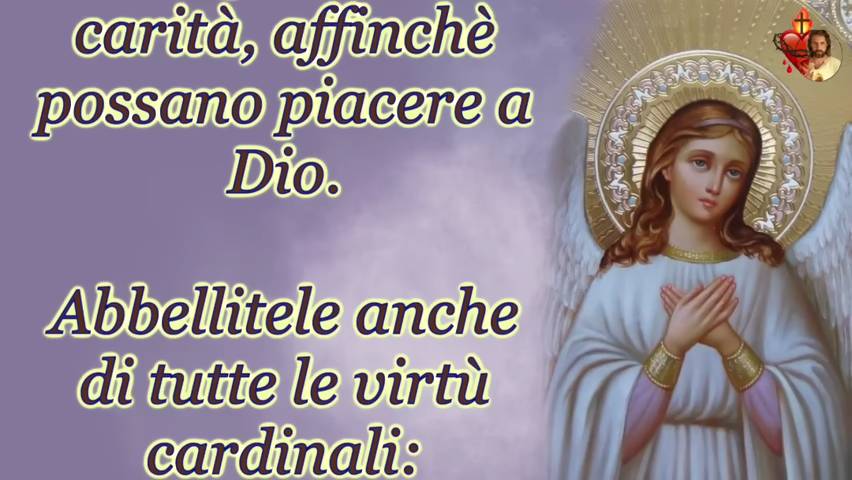 carità, affinchè
possano piacere a
Dio.
Abbellitele anche
di tutte le virtù
cardinali: